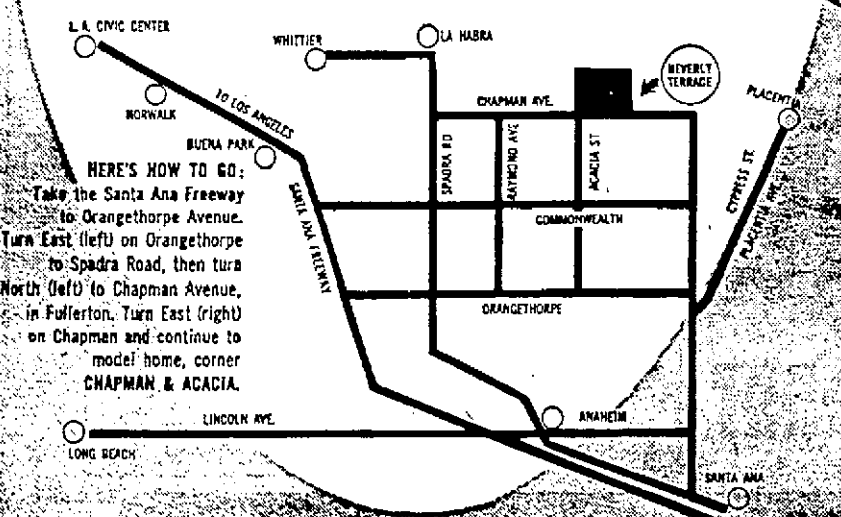 L. A. CIVIC CENTER
WHITTIER
LA HABRA
BEVERLY
TERRACE
NORWALK
TO LOS ANGELES
CHAPMAN AVE.
PLACENTIA
BUENA PARK
HERE'S HOW TO GO:
Take the Santa Ana Freeway
to Orangethorpe Avenue.
Turn East (left) on Orangethorpe
to Spadra Road, then turn
North (left) to Chapman Avenue,
in Fullerton. Turn East (right)
on Chapman and continue to
model home, corner
CHAPMAN & ACACIA.
SANTA ANA FREEWAY
SPADRA RD
RAYMOND AVE
ACACIA ST
CYPRESS ST.
PLACENTIA AVE.
COMMONWEALTH
ORANGETHORPE
LINCOLN AVE.
ANAHEIM
LONG BEACH
SANTA ANA